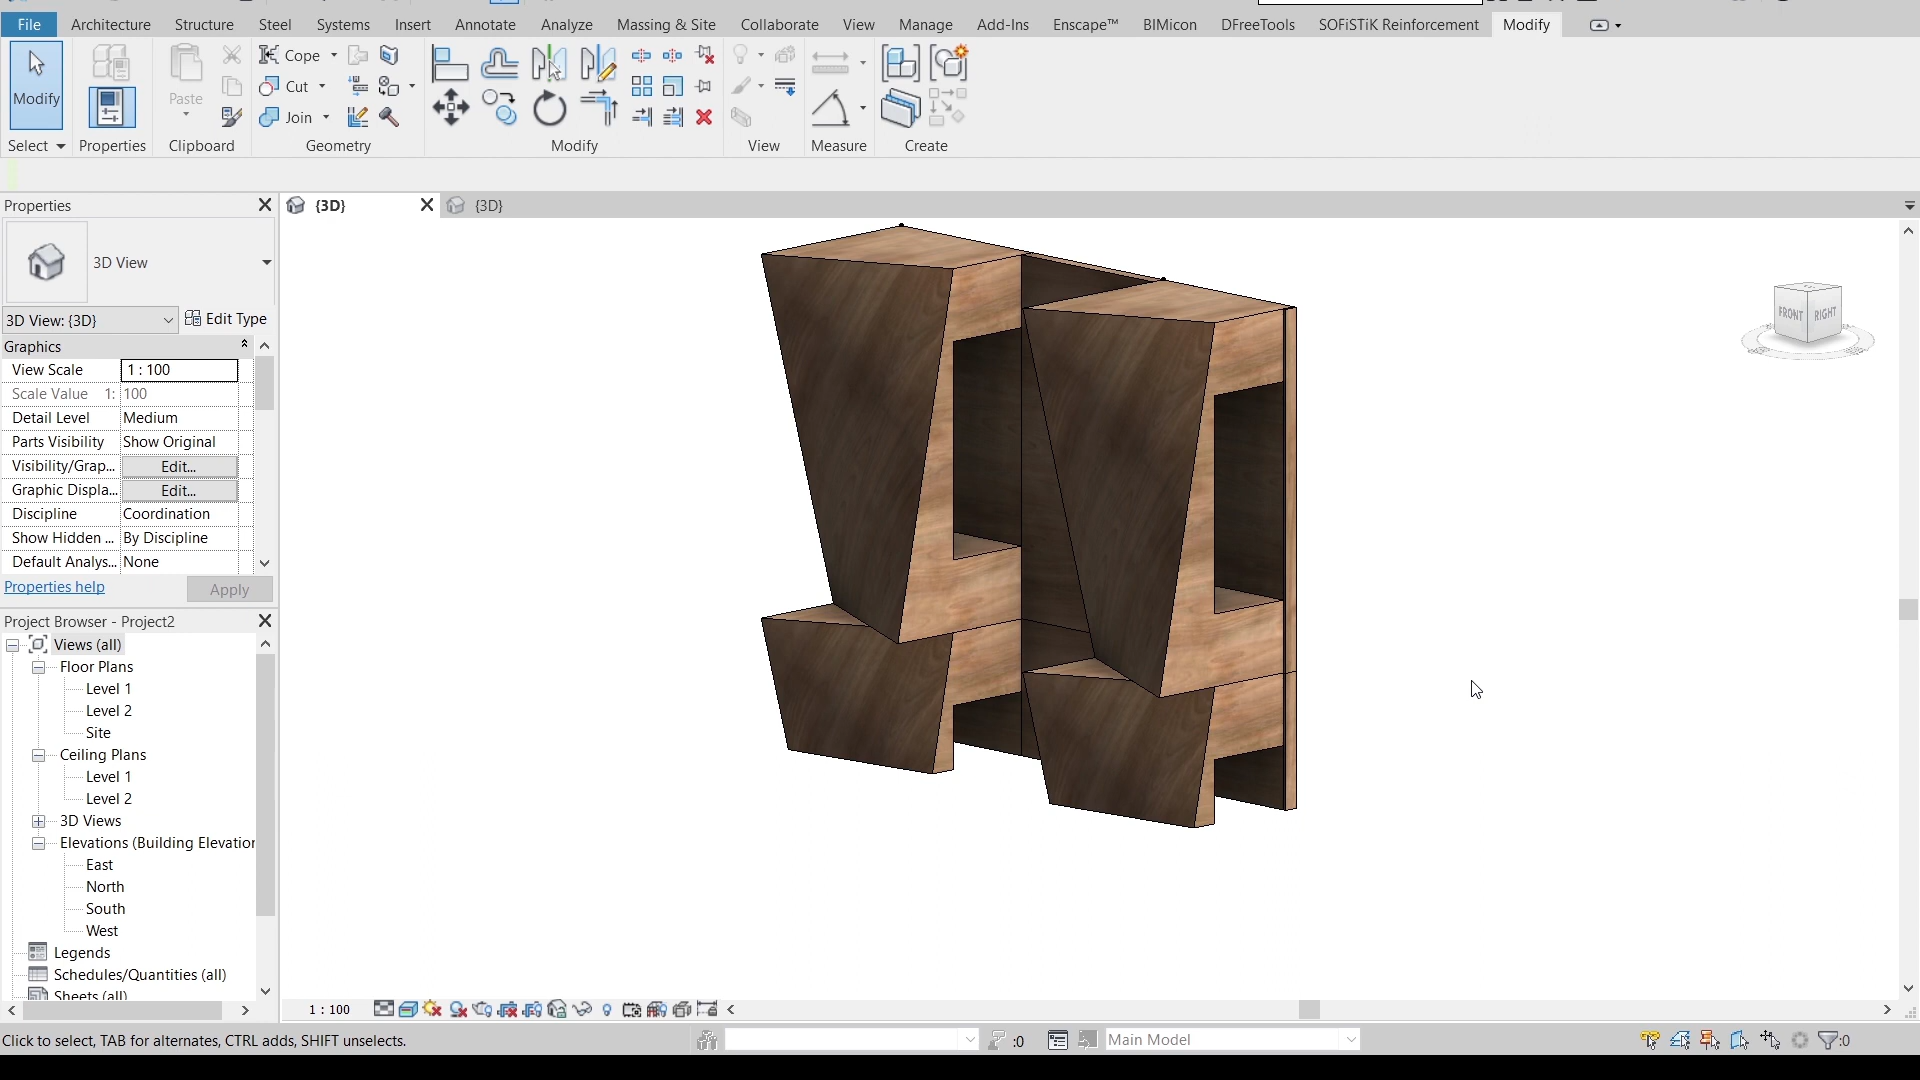 File Architecture Structure Steel Systems Insert Annotate Analyze Massing & Site Collaborate View Manage Add-Ins Enscape™ BIMicon DFreeTools SOFiSTiK Reinforcement Modify
Modify Paste Cope
Cut
Join
Select Properties Clipboard Geometry Modify View Measure Create
Properties
{3D} {3D}
3D View
3D View: {3D} Edit Type
Graphics
View Scale 1 : 100
Scale Value 1: 100
Detail Level Medium
Parts Visibility Show Original
Visibility/Grap... Edit...
Graphic Displa... Edit...
Discipline Coordination
Show Hidden ... By Discipline
Default Analys... None
Properties help Apply
FRONT RIGHT
Project Browser - Project2
Views (all)
Floor Plans
Level 1
Level 2
Site
Ceiling Plans
Level 1
Level 2
3D Views
Elevations (Building Elevation
East
North
South
West
Legends
Schedules/Quantities (all)
Sheets (all)
1 : 100
Click to select, TAB for alternates, CTRL adds, SHIFT unselects. :0 Main Model :0